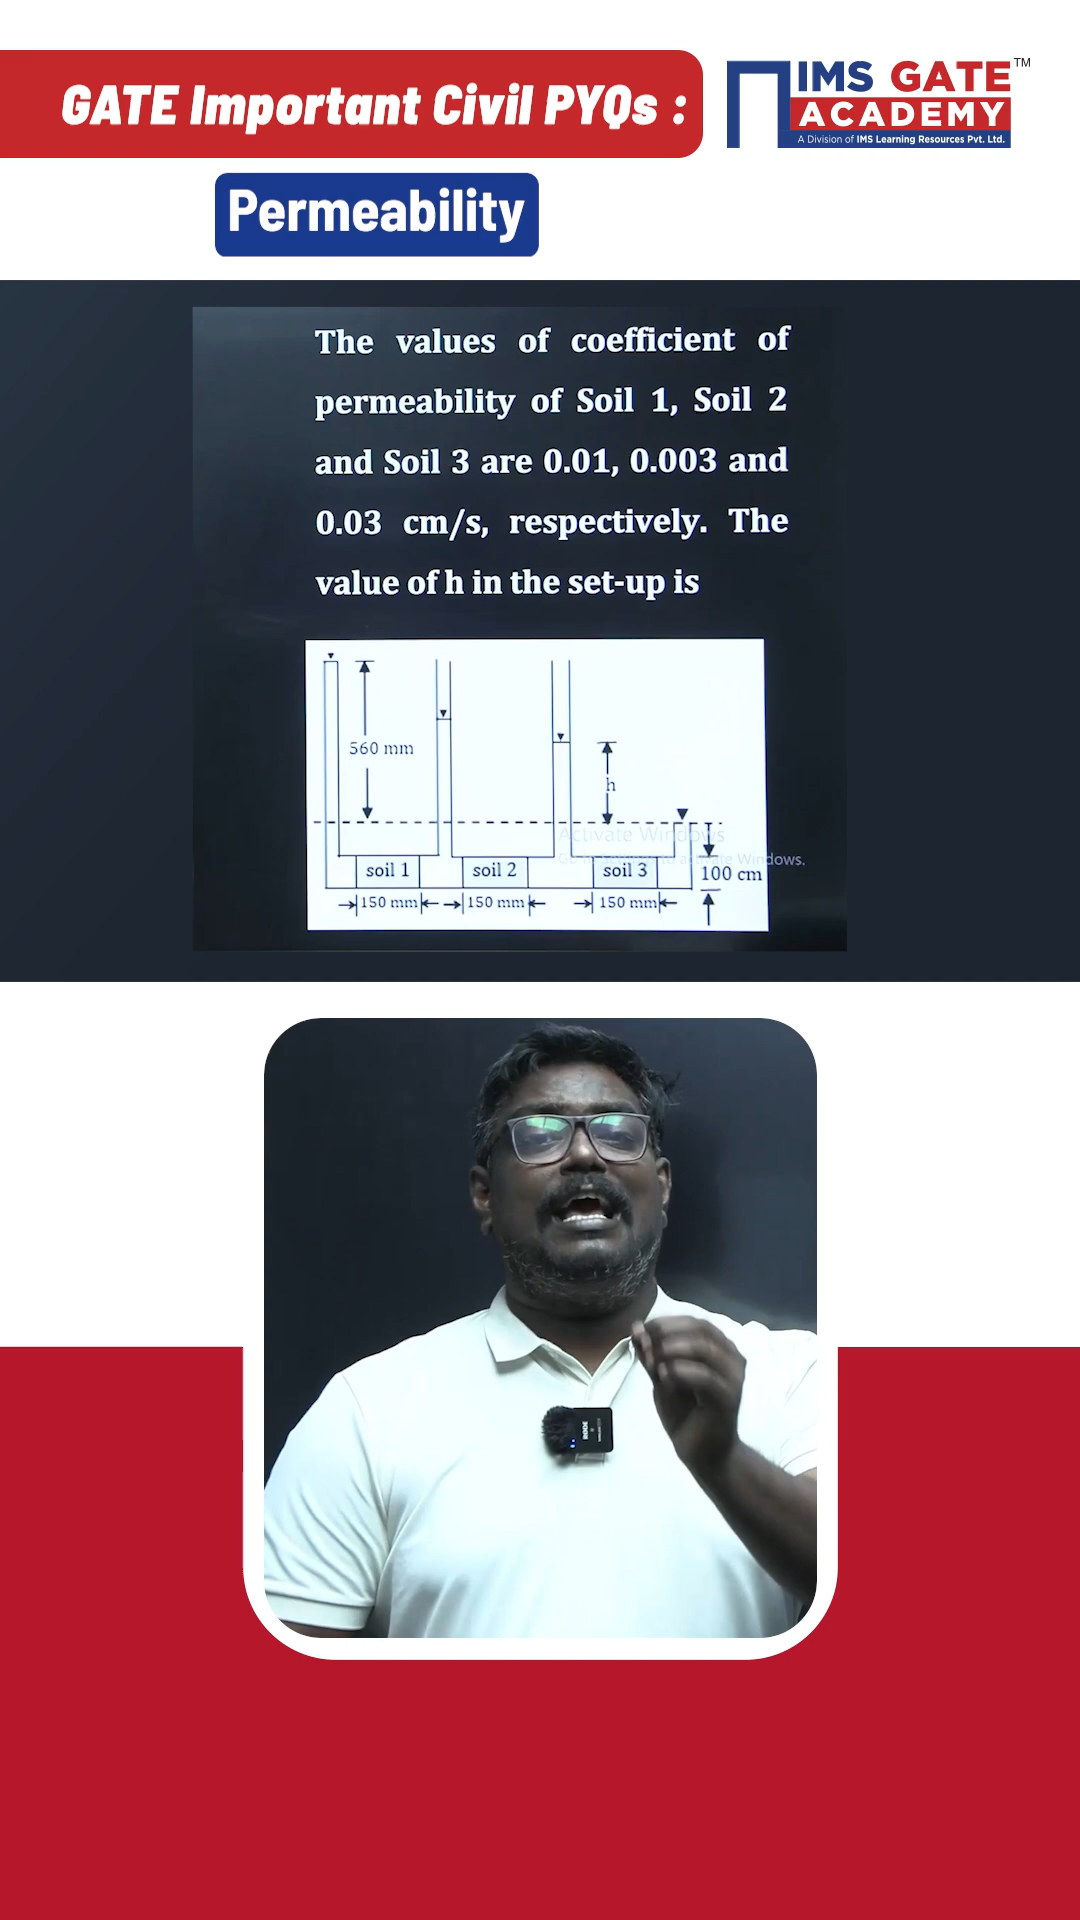 GATE Important Civil PYQs :
IMS GATE
TM
ACADEMY
A Division of IMS Learning Resources Pvt. Ltd.
Permeability
The values of coefficient of
permeability of Soil 1, Soil 2
and Soil 3 are 0.01, 0.003 and
0.03 cm/s, respectively. The
value of h in the set-up is
560 mm
h
Activate Windows
soil 1
soil 2
soil 3
100 cm
150 mm
150 mm
150 mm
RØDE